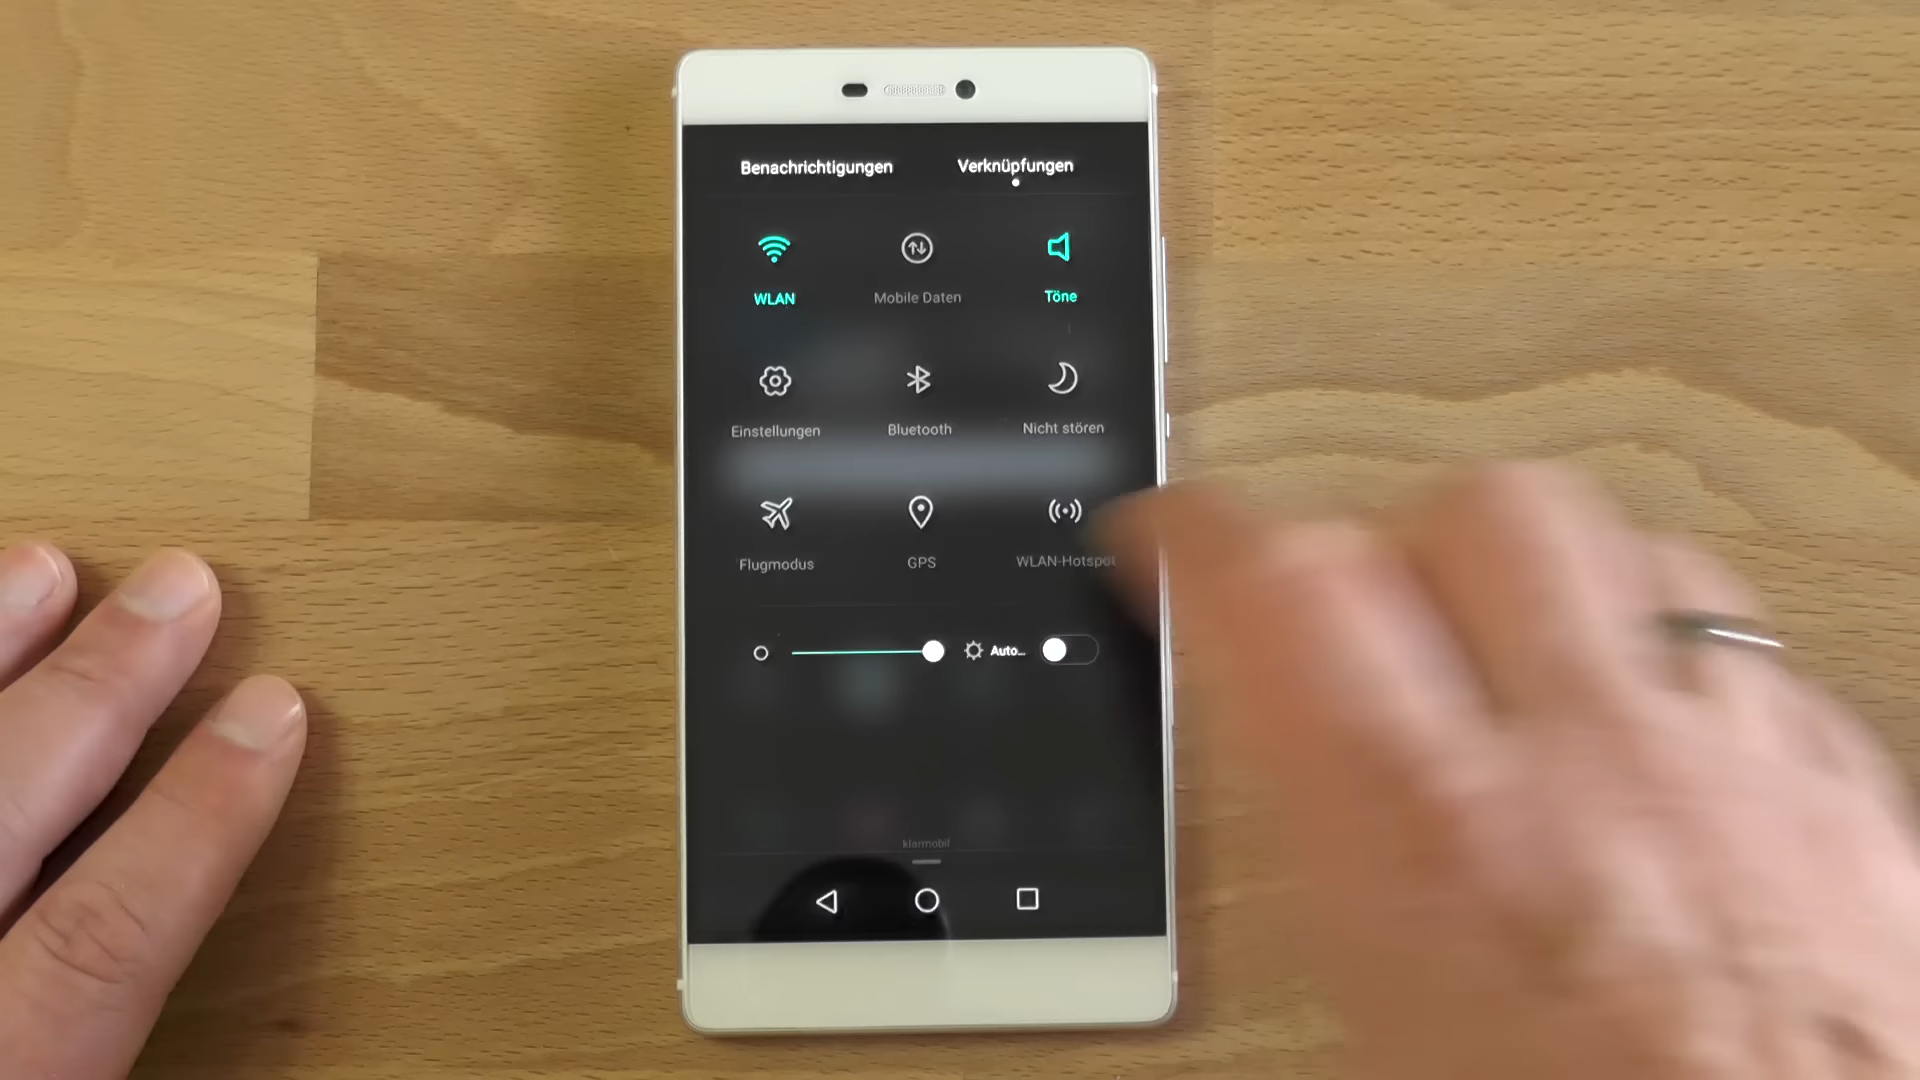 Benachrichtigungen Verknüpfungen
WLAN Mobile Daten Töne
Einstellungen Bluetooth Nicht stören
Flugmodus GPS WLAN-Hotspot
Auto...
klarmobil